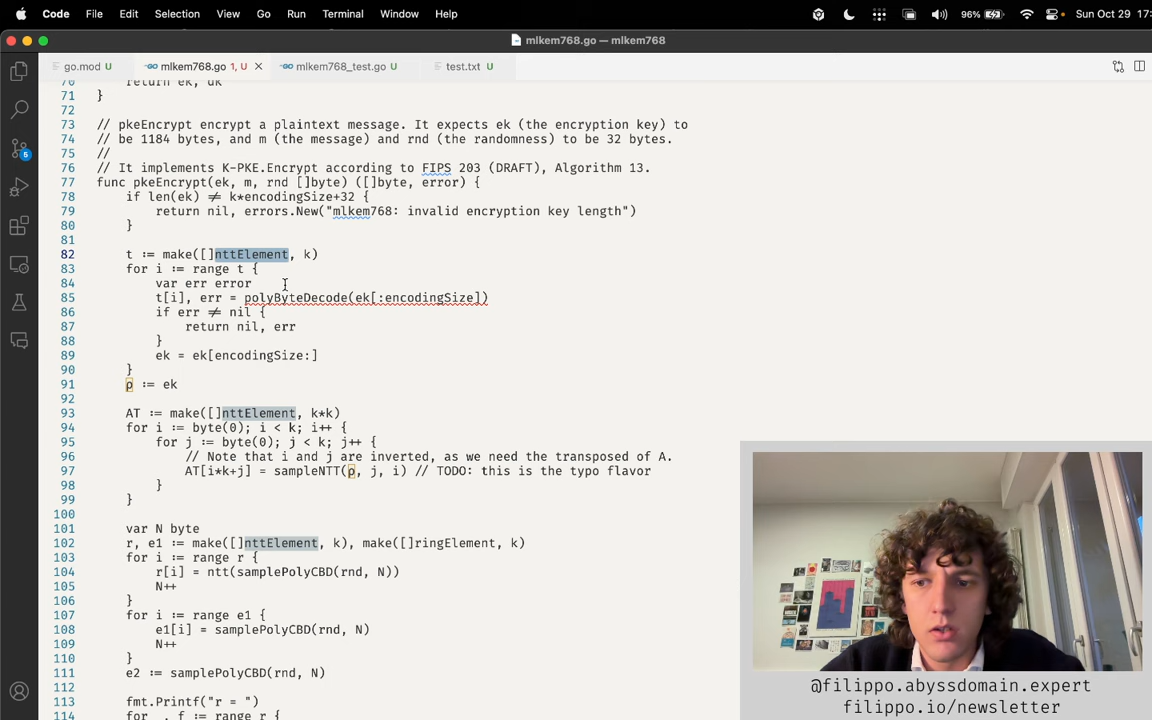 Code File Edit Selection View Go Run Terminal Window Help 96% Sun Oct 29 17:
mlkem768.go — mlkem768
go.mod U mlkem768.go 1, U mlkem768_test.go U test.txt U
70 return ek, dk
71 }
72
73 // pkeEncrypt encrypt a plaintext message. It expects ek (the encryption key) to
74 // be 1184 bytes, and m (the message) and rnd (the randomness) to be 32 bytes.
75 //
76 // It implements K-PKE.Encrypt according to FIPS 203 (DRAFT), Algorithm 13.
77 func pkeEncrypt(ek, m, rnd []byte) ([]byte, error) {
78 if len(ek) != k*encodingSize+32 {
79 return nil, errors.New("mlkem768: invalid encryption key length")
80 }
81
82 t := make([]nttElement, k)
83 for i := range t {
84 var err error
85 t[i], err = polyByteDecode(ek[:encodingSize])
86 if err != nil {
87 return nil, err
88 }
89 ek = ek[encodingSize:]
90 }
91 ρ := ek
92
93 AT := make([]nttElement, k*k)
94 for i := byte(0); i < k; i++ {
95 for j := byte(0); j < k; j++ {
96 // Note that i and j are inverted, as we need the transposed of A.
97 AT[i*k+j] = sampleNTT(ρ, j, i) // TODO: this is the typo flavor
98 }
99 }
100
101 var N byte
102 r, e1 := make([]nttElement, k), make([]ringElement, k)
103 for i := range r {
104 r[i] = ntt(samplePolyCBD(rnd, N))
105 N++
106 }
107 for i := range e1 {
108 e1[i] = samplePolyCBD(rnd, N)
109 N++
110 }
111 e2 := samplePolyCBD(rnd, N)
112
113 fmt.Printf("r = ")
114 for _, f := range r {
5
@filippo.abyssdomain.expert
filippo.io/newsletter